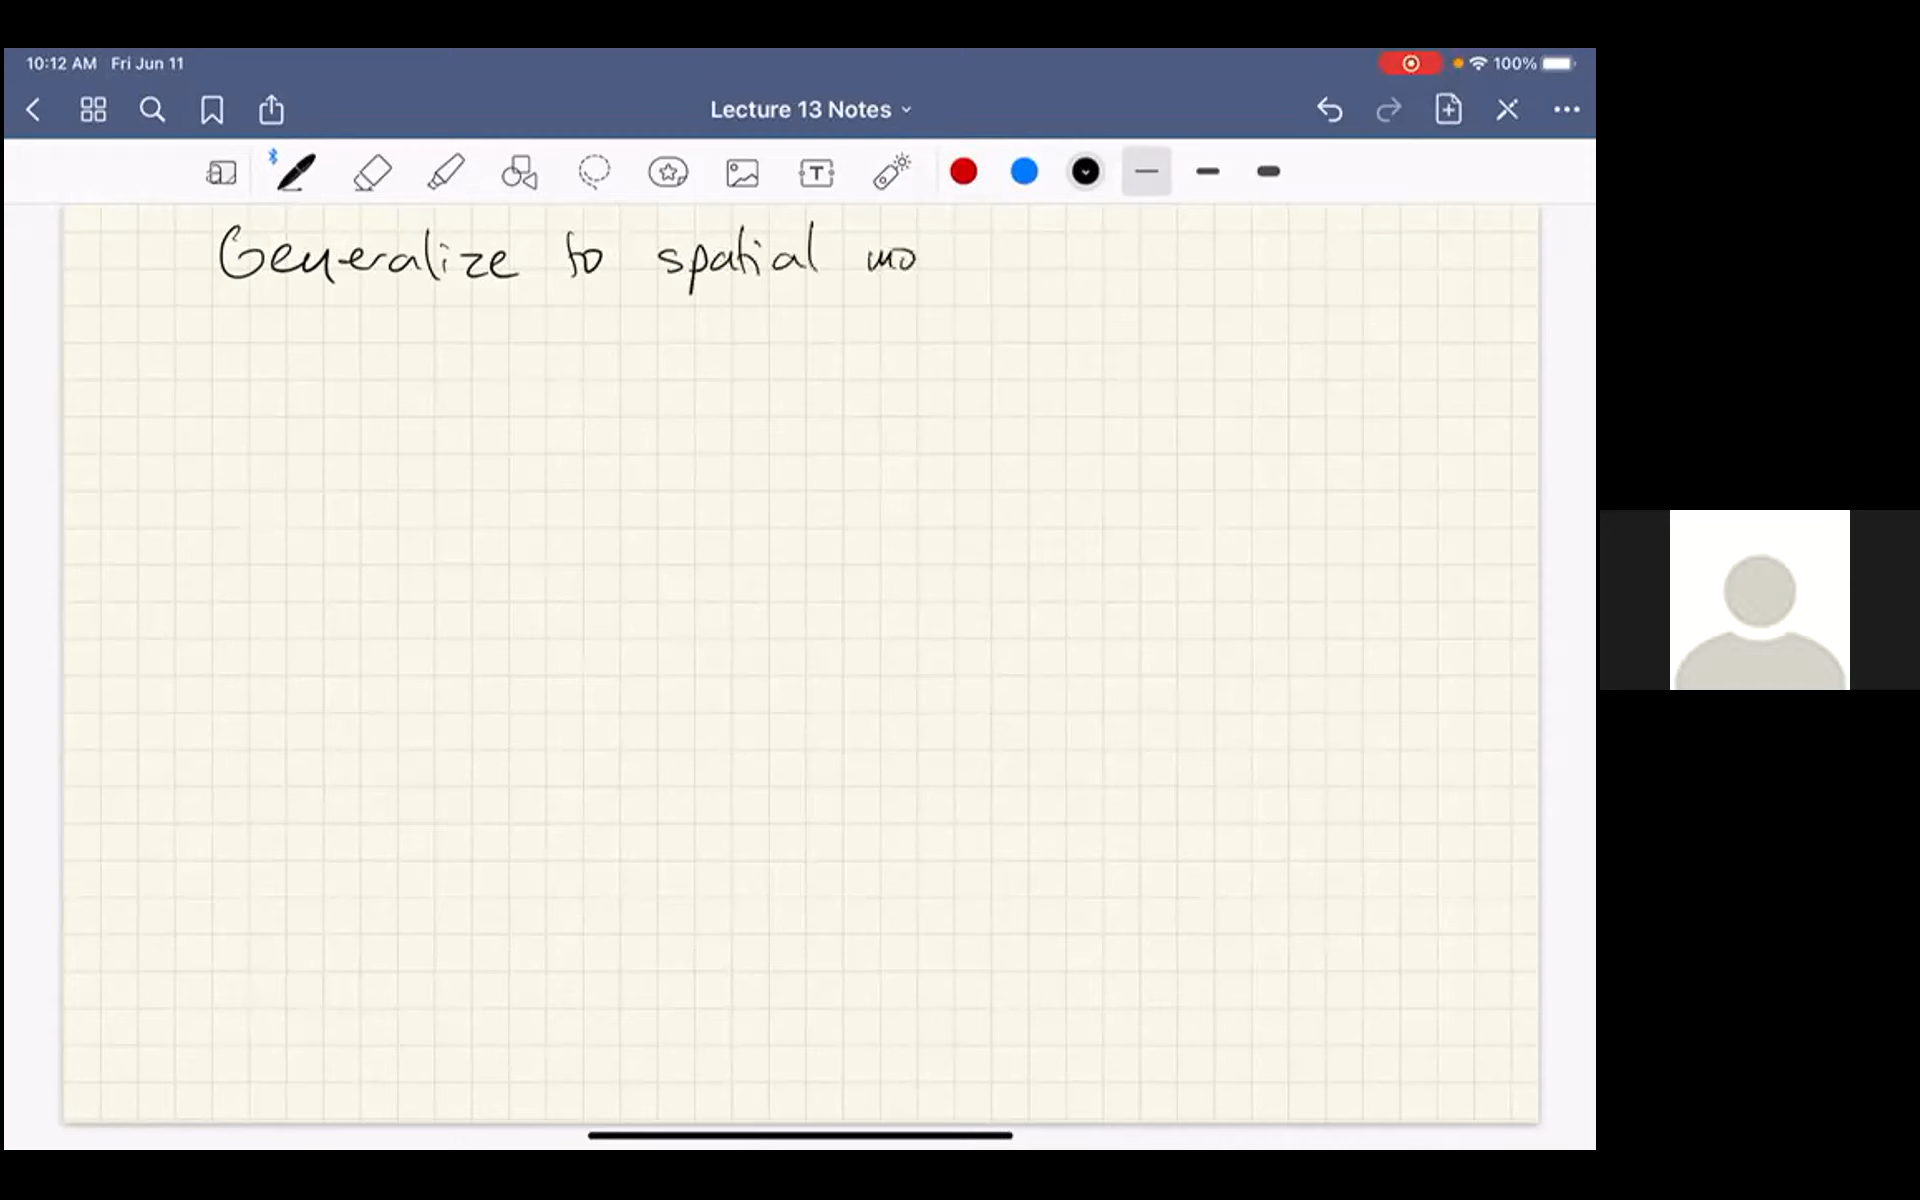 10:12 AM Fri Jun 11 100%
Lecture 13 Notes
T
Generalize to spatial mo